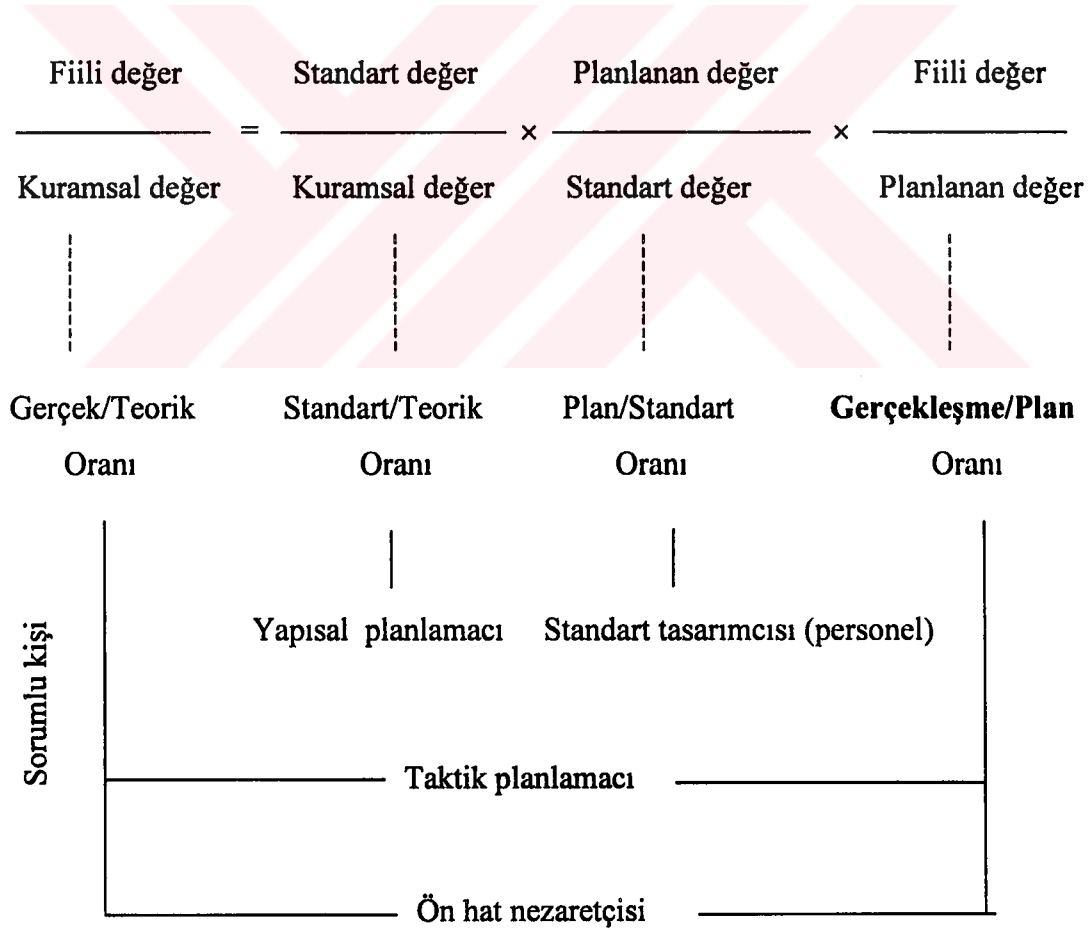 Fiili değer Standart değer Planlanan değer Fiili değer
= × ×
Kuramsal değer Kuramsal değer Standart değer Planlanan değer
Gerçek/Teorik Standart/Teorik Plan/Standart Gerçekleşme/Plan
Oranı Oranı Oranı Oranı
Sorumlu kişi
Yapısal planlamacı Standart tasarımcısı (personel)
Taktik planlamacı
Ön hat nezaretçisi